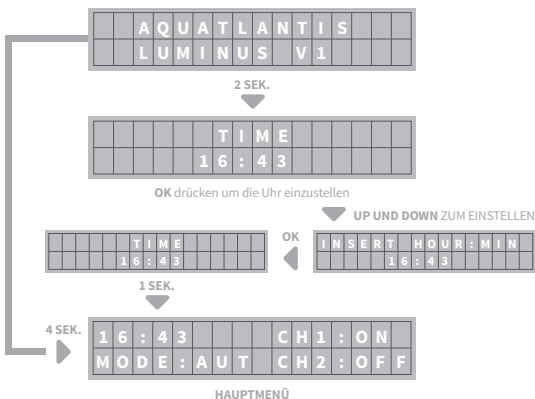 AQUATLANTIS
LUMINUS V1
2 SEK.
TIME
16:43
OK drücken um die Uhr einzustellen
UP UND DOWN ZUM EINSTELLEN
INSERT HOUR:MIN
16:43
OK
TIME
16:43
1 SEK.
4 SEK.
16:43 CH1:ON
MODE:AUT CH2:OFF
HAUPTMENÜ